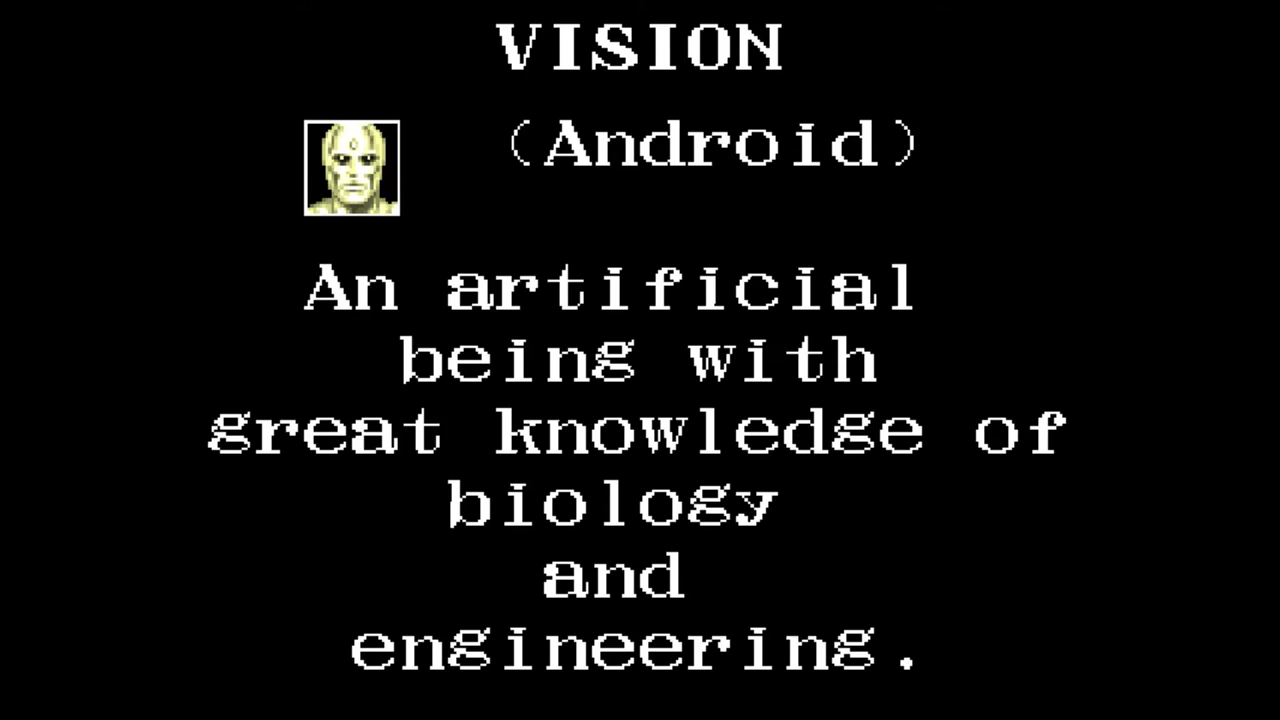 VISION
(Android)
An artificial
being with
great knowledge of
biology
and
engineering.